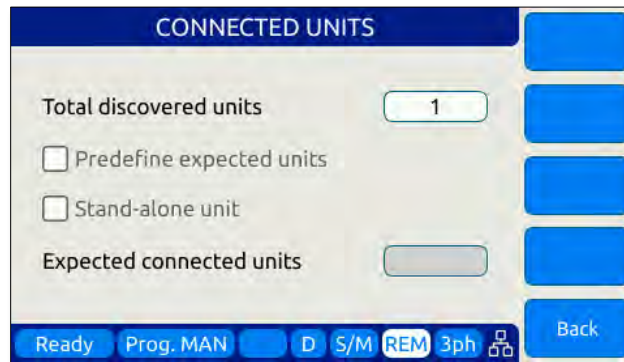 CONNECTED UNITS
Total discovered units 1
Predefine expected units
Stand-alone unit
Expected connected units
Back
Ready Prog. MAN D S/M REM 3ph